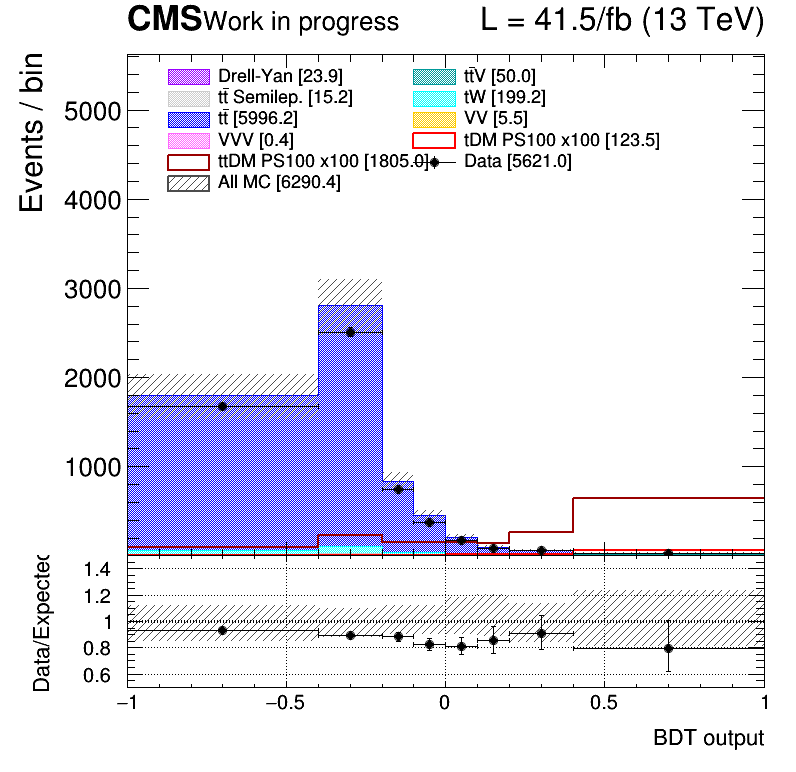 CMS Work in progress L = 41.5/fb (13 TeV)
Events / bin
Drell-Yan [23.9] tt̄V [50.0]
tt̄ Semilep. [15.2] tW [199.2]
tt̄ [5996.2] VV [5.5]
VVV [0.4] tDM PS100 x100 [123.5]
ttDM PS100 x100 [1805.0] Data [5621.0]
All MC [6290.4]
5000
4000
3000
2000
1000
Data/Expected
1.4
1.2
1
0.8
0.6
−1 −0.5 0 0.5 1
BDT output